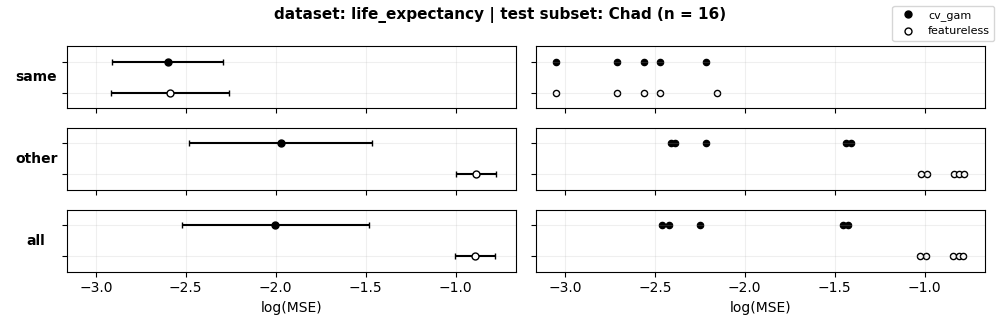 dataset: life_expectancy | test subset: Chad (n = 16)
cv_gam
featureless
same
other
all
−3.0 −2.5 −2.0 −1.5 −1.0
−3.0 −2.5 −2.0 −1.5 −1.0
log(MSE)
log(MSE)